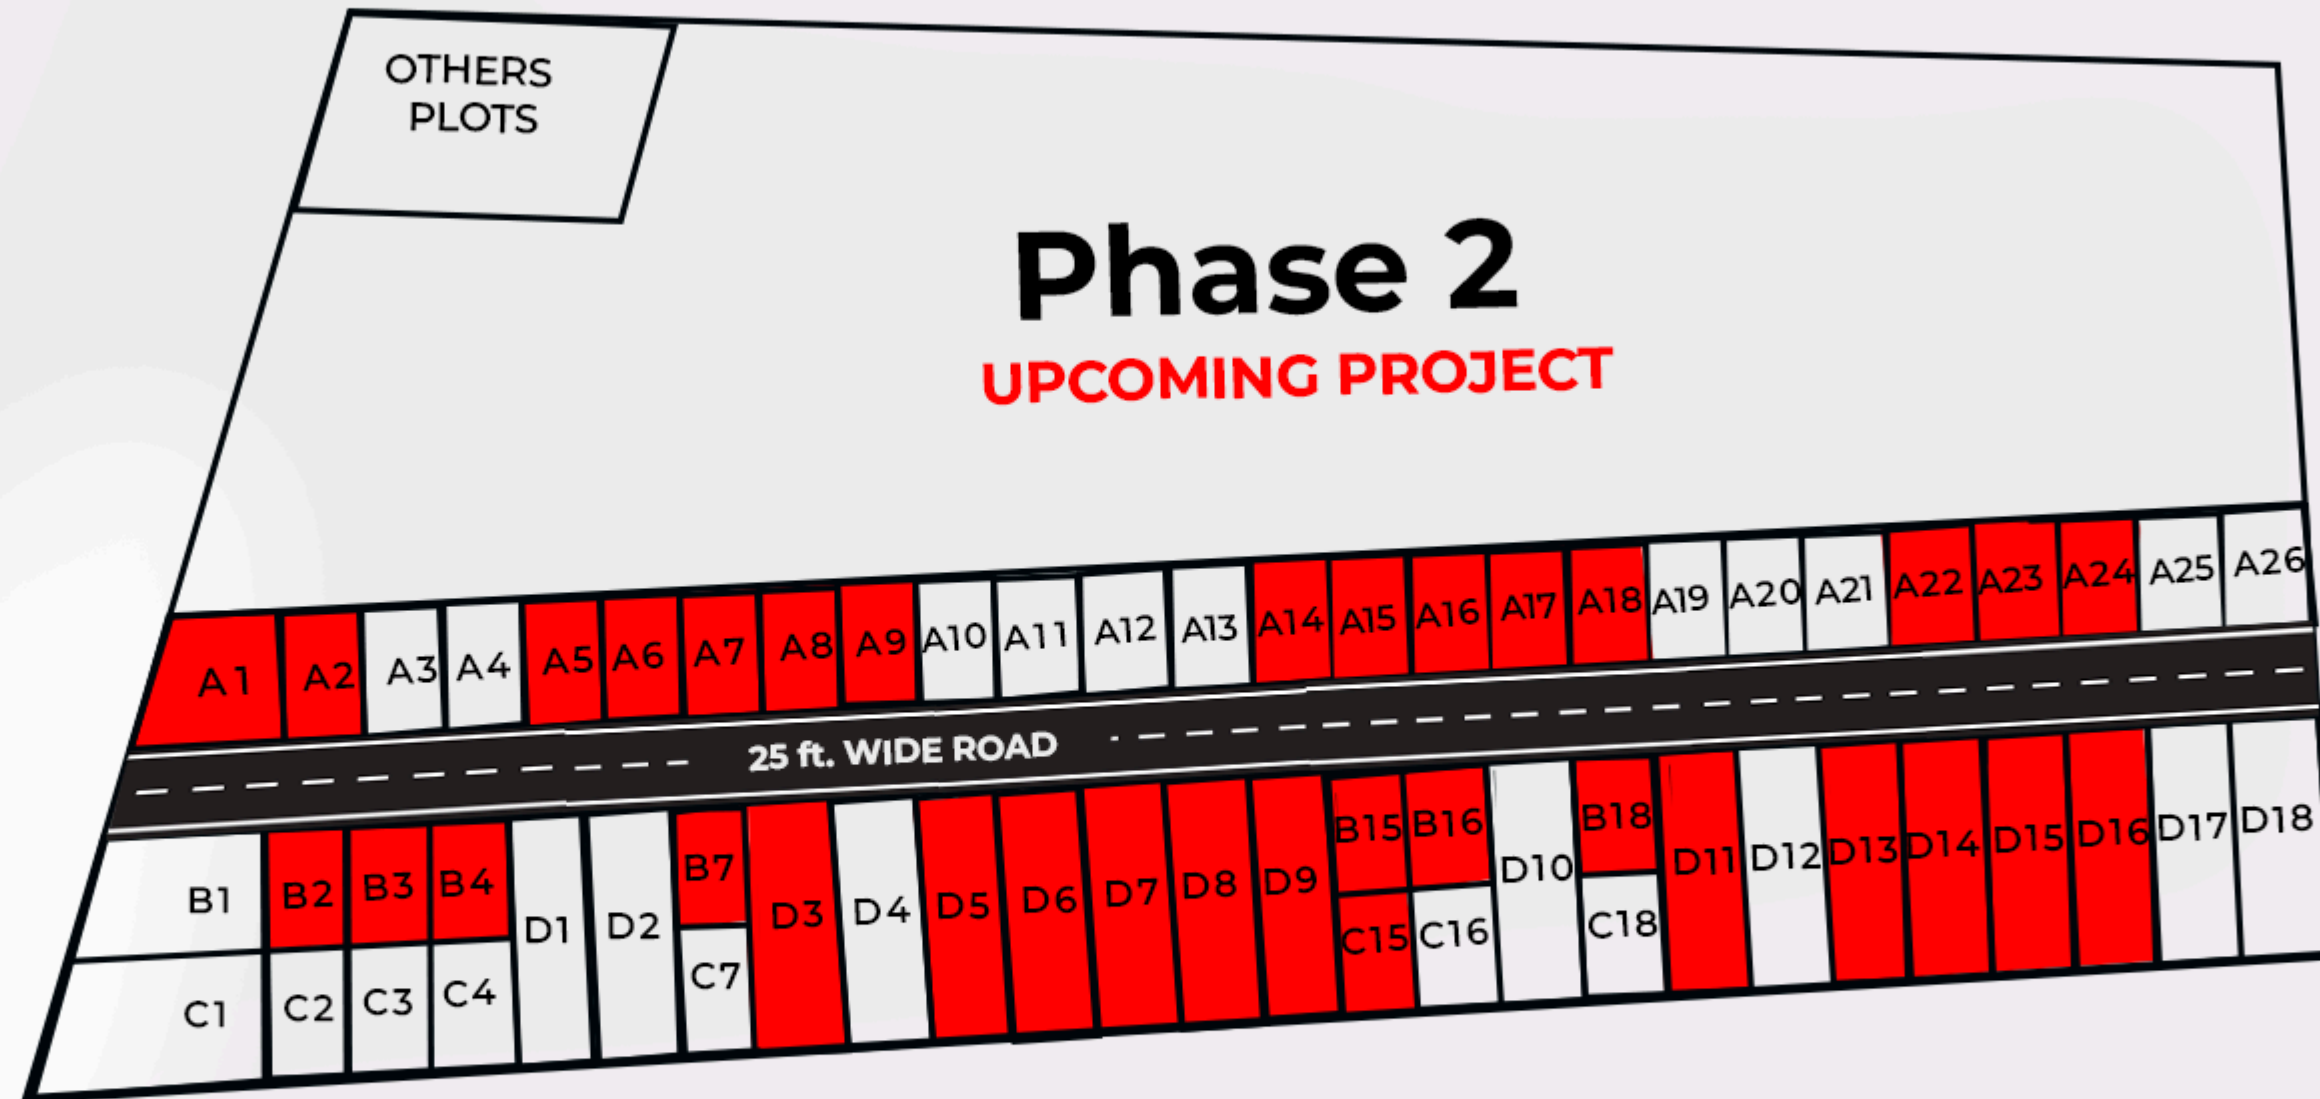 OTHERS
PLOTS
Phase 2
UPCOMING PROJECT
A1 A2 A3 A4 A5 A6 A7 A8 A9 A10 A11 A12 A13 A14 A15 A16 A17 A18 A19 A20 A21 A22 A23 A24 A25 A26
25 ft. WIDE ROAD
B1 B2 B3 B4 D1 D2 B7 D3 D4 D5 D6 D7 D8 D9 B15 B16 D10 B18 D11 D12 D13 D14 D15 D16 D17 D18
C1 C2 C3 C4 C7 C15 C16 C18